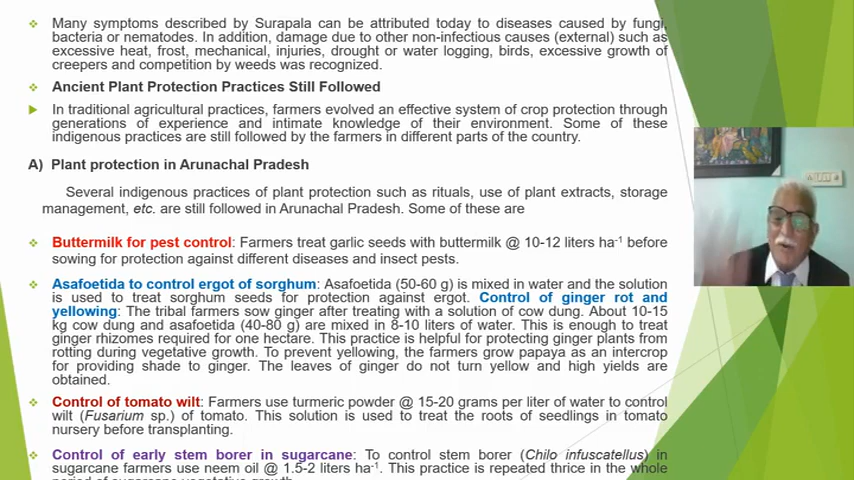 Many symptoms described by Surapala can be attributed today to diseases caused by fungi,
bacteria or nematodes. In addition, damage due to other non-infectious causes (external) such as
excessive heat, frost, mechanical, injuries, drought or water logging, birds, excessive growth of
creepers and competition by weeds was recognized.
Ancient Plant Protection Practices Still Followed
In traditional agricultural practices, farmers evolved an effective system of crop protection through
generations of experience and intimate knowledge of their environment. Some of these
indigenous practices are still followed by the farmers in different parts of the country.
A) Plant protection in Arunachal Pradesh
Several indigenous practices of plant protection such as rituals, use of plant extracts, storage
management, etc. are still followed in Arunachal Pradesh. Some of these are
Buttermilk for pest control: Farmers treat garlic seeds with buttermilk @ 10-12 liters ha⁻¹ before
sowing for protection against different diseases and insect pests.
Asafoetida to control ergot of sorghum: Asafoetida (50-60 g) is mixed in water and the solution
is used to treat sorghum seeds for protection against ergot. Control of ginger rot and
yellowing: The tribal farmers sow ginger after treating with a solution of cow dung. About 10-15
kg cow dung and asafoetida (40-80 g) are mixed in 8-10 liters of water. This is enough to treat
ginger rhizomes required for one hectare. This practice is helpful for protecting ginger plants from
rotting during vegetative growth. To prevent yellowing, the farmers grow papaya as an intercrop
for providing shade to ginger. The leaves of ginger do not turn yellow and high yields are
obtained.
Control of tomato wilt: Farmers use turmeric powder @ 15-20 grams per liter of water to control
wilt (Fusarium sp.) of tomato. This solution is used to treat the roots of seedlings in tomato
nursery before transplanting.
Control of early stem borer in sugarcane: To control stem borer (Chilo infuscatellus) in
sugarcane farmers use neem oil @ 1.5-2 liters ha⁻¹. This practice is repeated thrice in the whole
period of sugarcane vegetative growth.